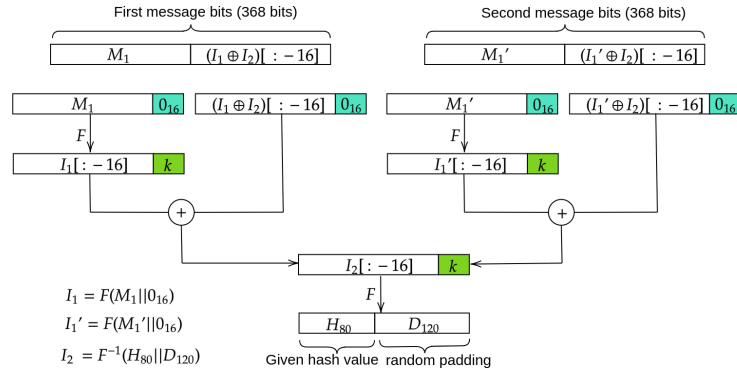 First message bits (368 bits) Second message bits (368 bits)
M₁ (I₁ ⊕ I₂)[ : − 16] M₁′ (I₁′ ⊕ I₂)[ : − 16]
M₁ 0₁₆ (I₁ ⊕ I₂)[ : − 16] 0₁₆ M₁′ 0₁₆ (I₁′ ⊕ I₂)[ : − 16] 0₁₆
F F
I₁[ : − 16] k I₁′[ : − 16] k
+ +
I₂[ : − 16] k
I₁ = F(M₁||0₁₆)
F
I₁′ = F(M₁′||0₁₆)
H₈₀ D₁₂₀
I₂ = F⁻¹(H₈₀||D₁₂₀)
Given hash value random padding